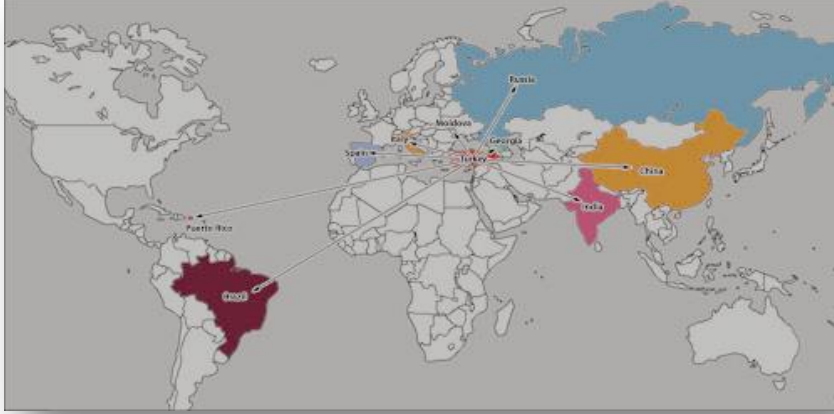 Russia
Moldova
Italy
Georgia
Spain
Turkey
China
India
Puerto Rico
Brazil